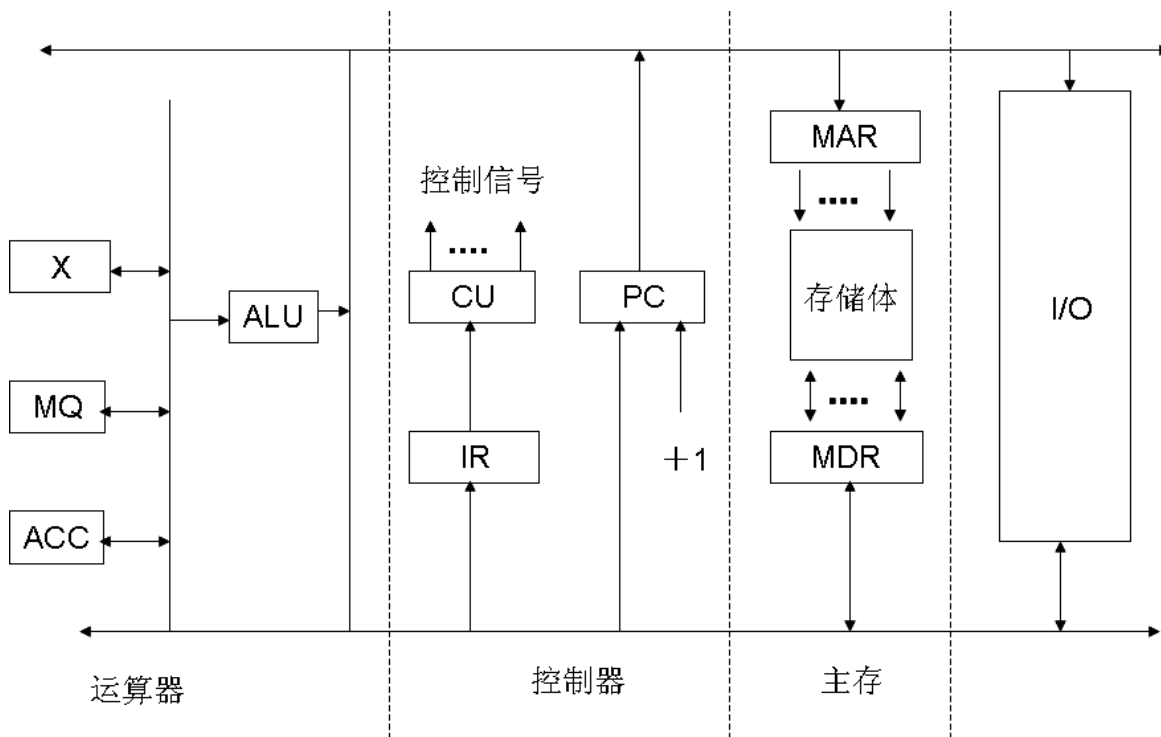 MAR
控制信号
....
X
CU
PC
....
存储体
ALU
I/O
MQ
....
IR
+1
MDR
ACC
运算器
控制器
主存